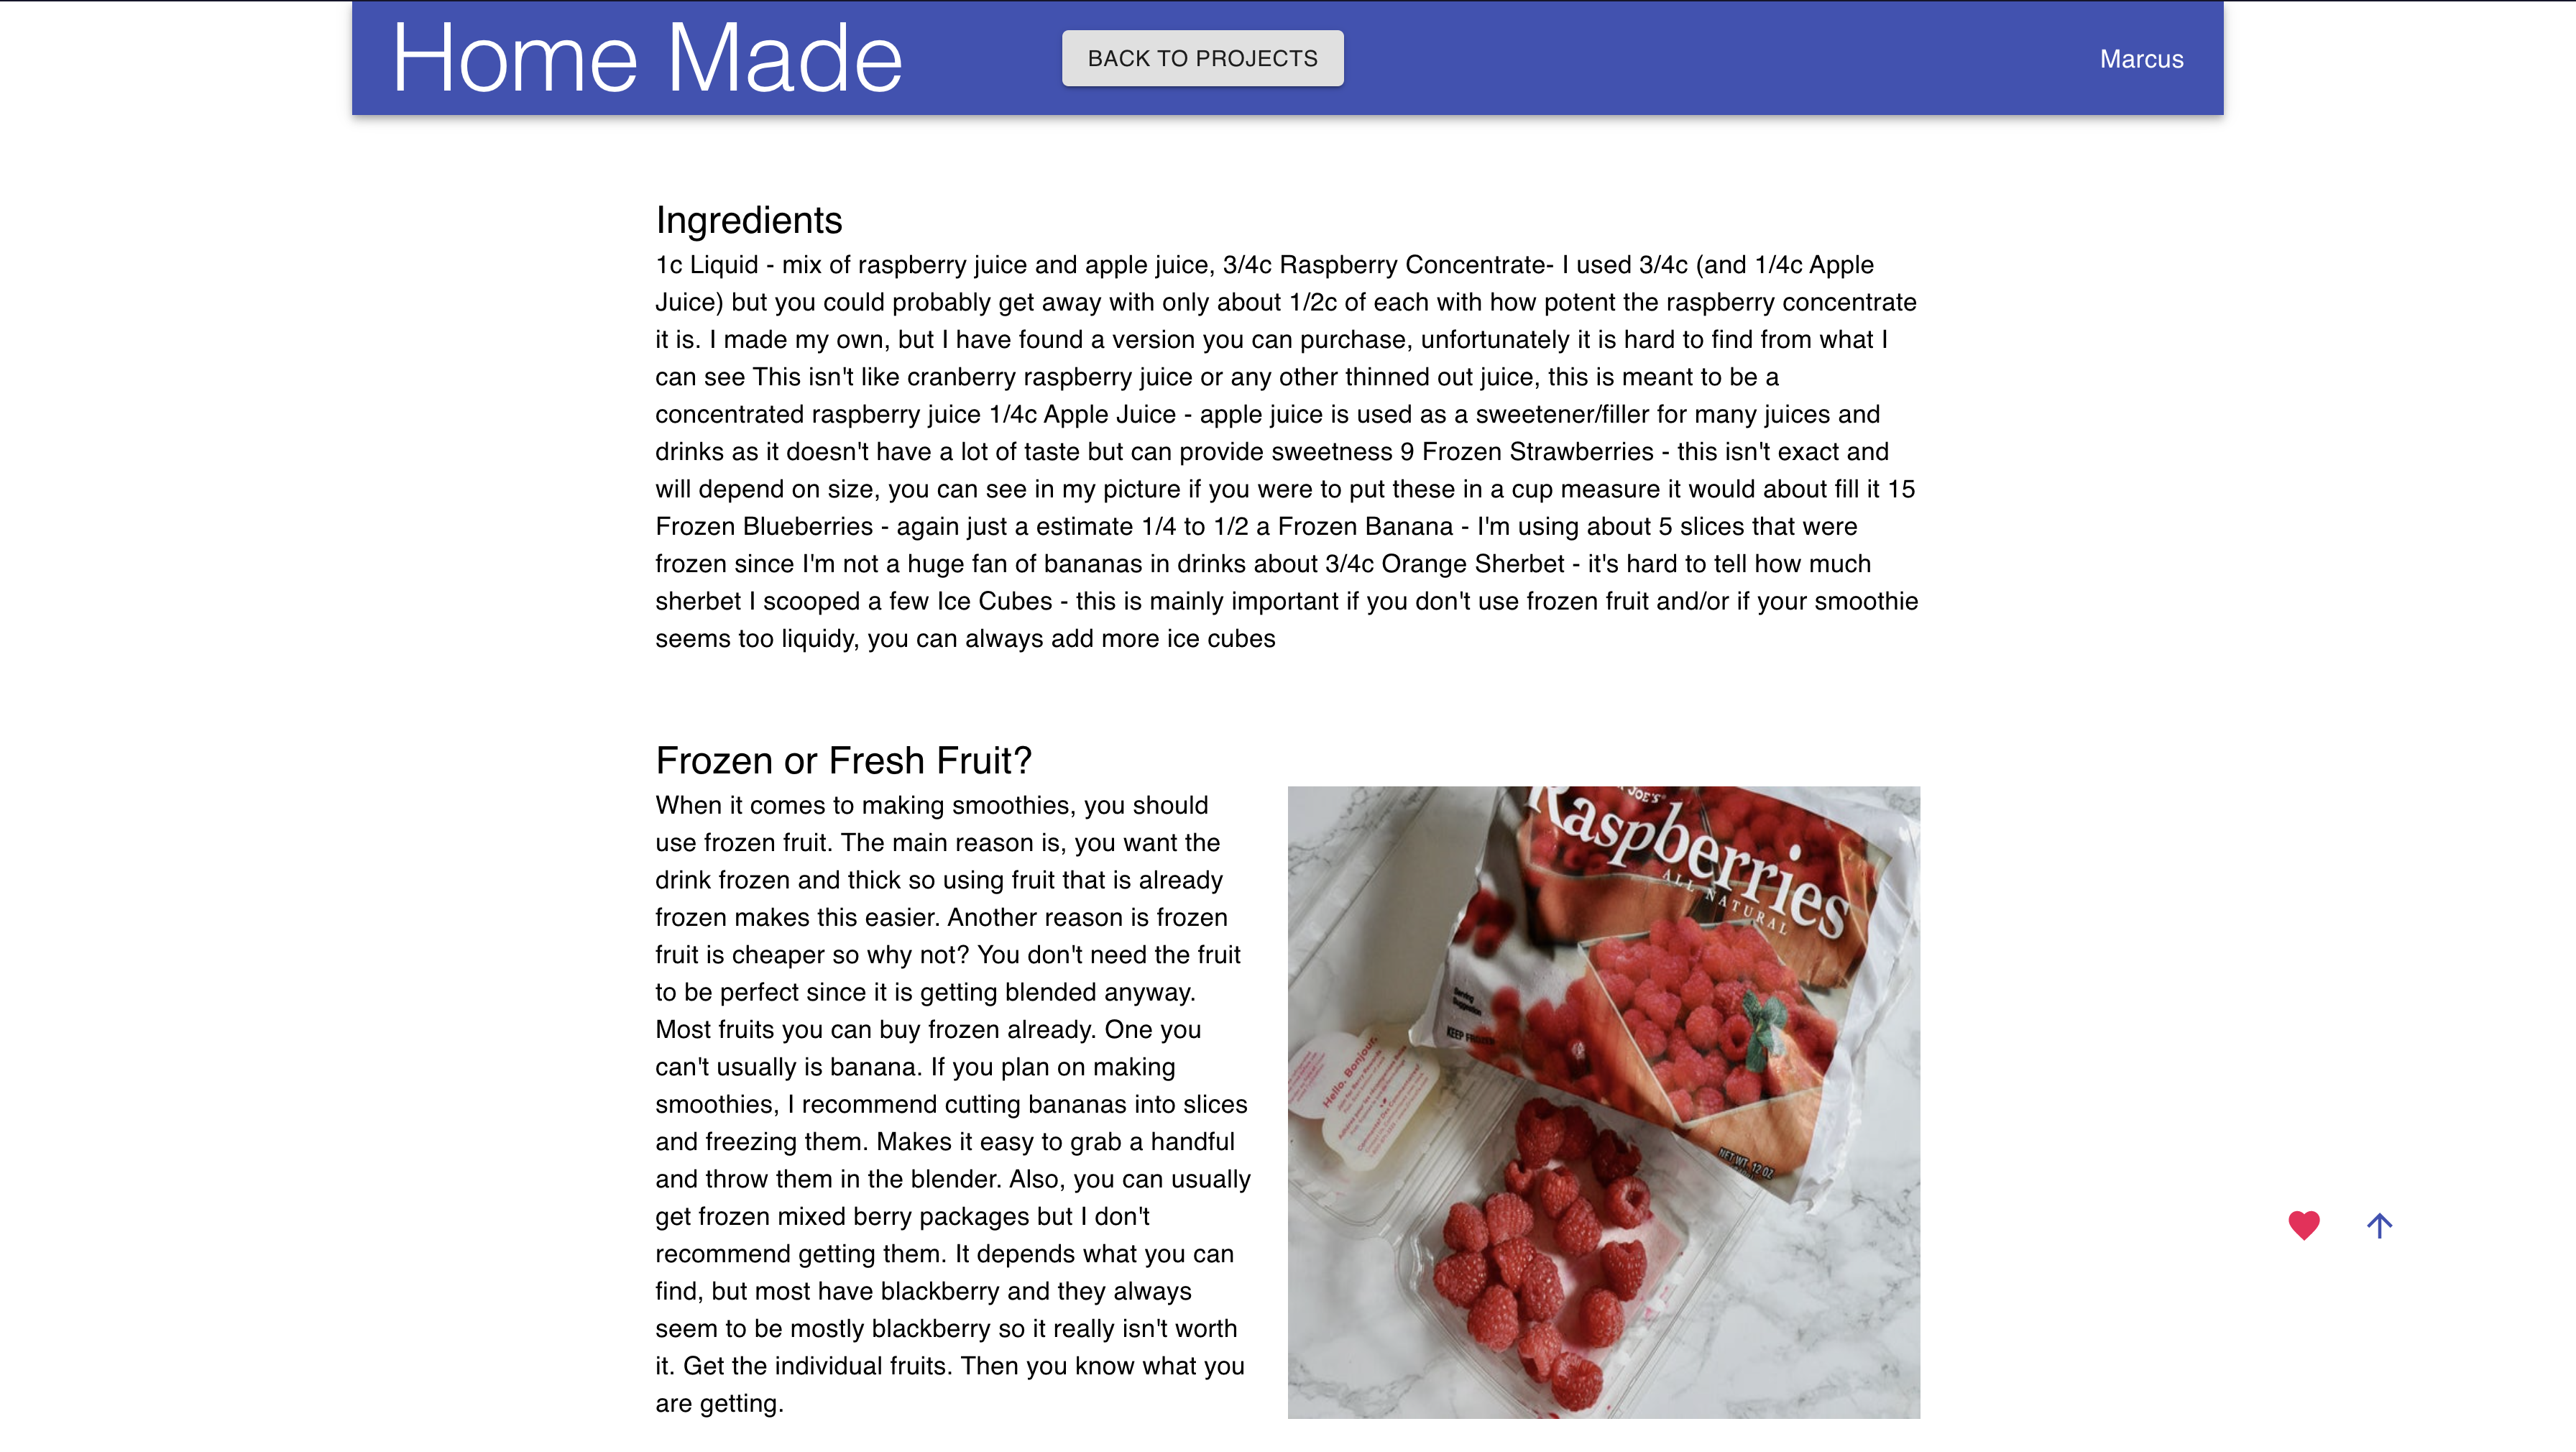 Home Made
BACK TO PROJECTS
Marcus
Ingredients
1c Liquid - mix of raspberry juice and apple juice, 3/4c Raspberry Concentrate- I used 3/4c (and 1/4c Apple
Juice) but you could probably get away with only about 1/2c of each with how potent the raspberry concentrate
it is. I made my own, but I have found a version you can purchase, unfortunately it is hard to find from what I
can see This isn't like cranberry raspberry juice or any other thinned out juice, this is meant to be a
concentrated raspberry juice 1/4c Apple Juice - apple juice is used as a sweetener/filler for many juices and
drinks as it doesn't have a lot of taste but can provide sweetness 9 Frozen Strawberries - this isn't exact and
will depend on size, you can see in my picture if you were to put these in a cup measure it would about fill it 15
Frozen Blueberries - again just a estimate 1/4 to 1/2 a Frozen Banana - I'm using about 5 slices that were
frozen since I'm not a huge fan of bananas in drinks about 3/4c Orange Sherbet - it's hard to tell how much
sherbet I scooped a few Ice Cubes - this is mainly important if you don't use frozen fruit and/or if your smoothie
seems too liquidy, you can always add more ice cubes
Frozen or Fresh Fruit?
When it comes to making smoothies, you should
use frozen fruit. The main reason is, you want the
drink frozen and thick so using fruit that is already
frozen makes this easier. Another reason is frozen
fruit is cheaper so why not? You don't need the fruit
to be perfect since it is getting blended anyway.
Most fruits you can buy frozen already. One you
can't usually is banana. If you plan on making
smoothies, I recommend cutting bananas into slices
and freezing them. Makes it easy to grab a handful
and throw them in the blender. Also, you can usually
get frozen mixed berry packages but I don't
recommend getting them. It depends what you can
find, but most have blackberry and they always
seem to be mostly blackberry so it really isn't worth
it. Get the individual fruits. Then you know what you
are getting.
JOE'S
Raspberries
ALL NATURAL
Serving
Suggestion
KEEP FROZEN
Hello. Bonjour.
NET WT. 12 OZ